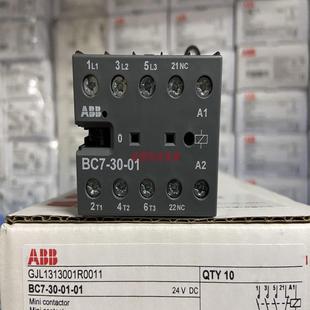 1L1 3L2 5L3 21NC
ABB
A1
0
BC7-30-01
A2
2T1 4T2 6T3 22NC
ABB
GJL1313001R0011
QTY 10
BC7-30-01-01
24 V DC
Mini contactor